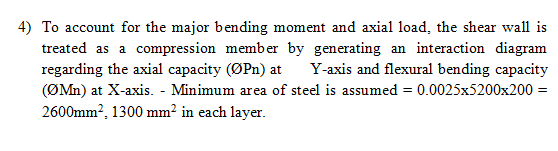 4) To account for the major bending moment and axial load, the shear wall is
treated as a compression member by generating an interaction diagram
regarding the axial capacity (ØPn) at Y-axis and flexural bending capacity
(ØMn) at X-axis. - Minimum area of steel is assumed = 0.0025x5200x200 =
2600mm², 1300 mm² in each layer.